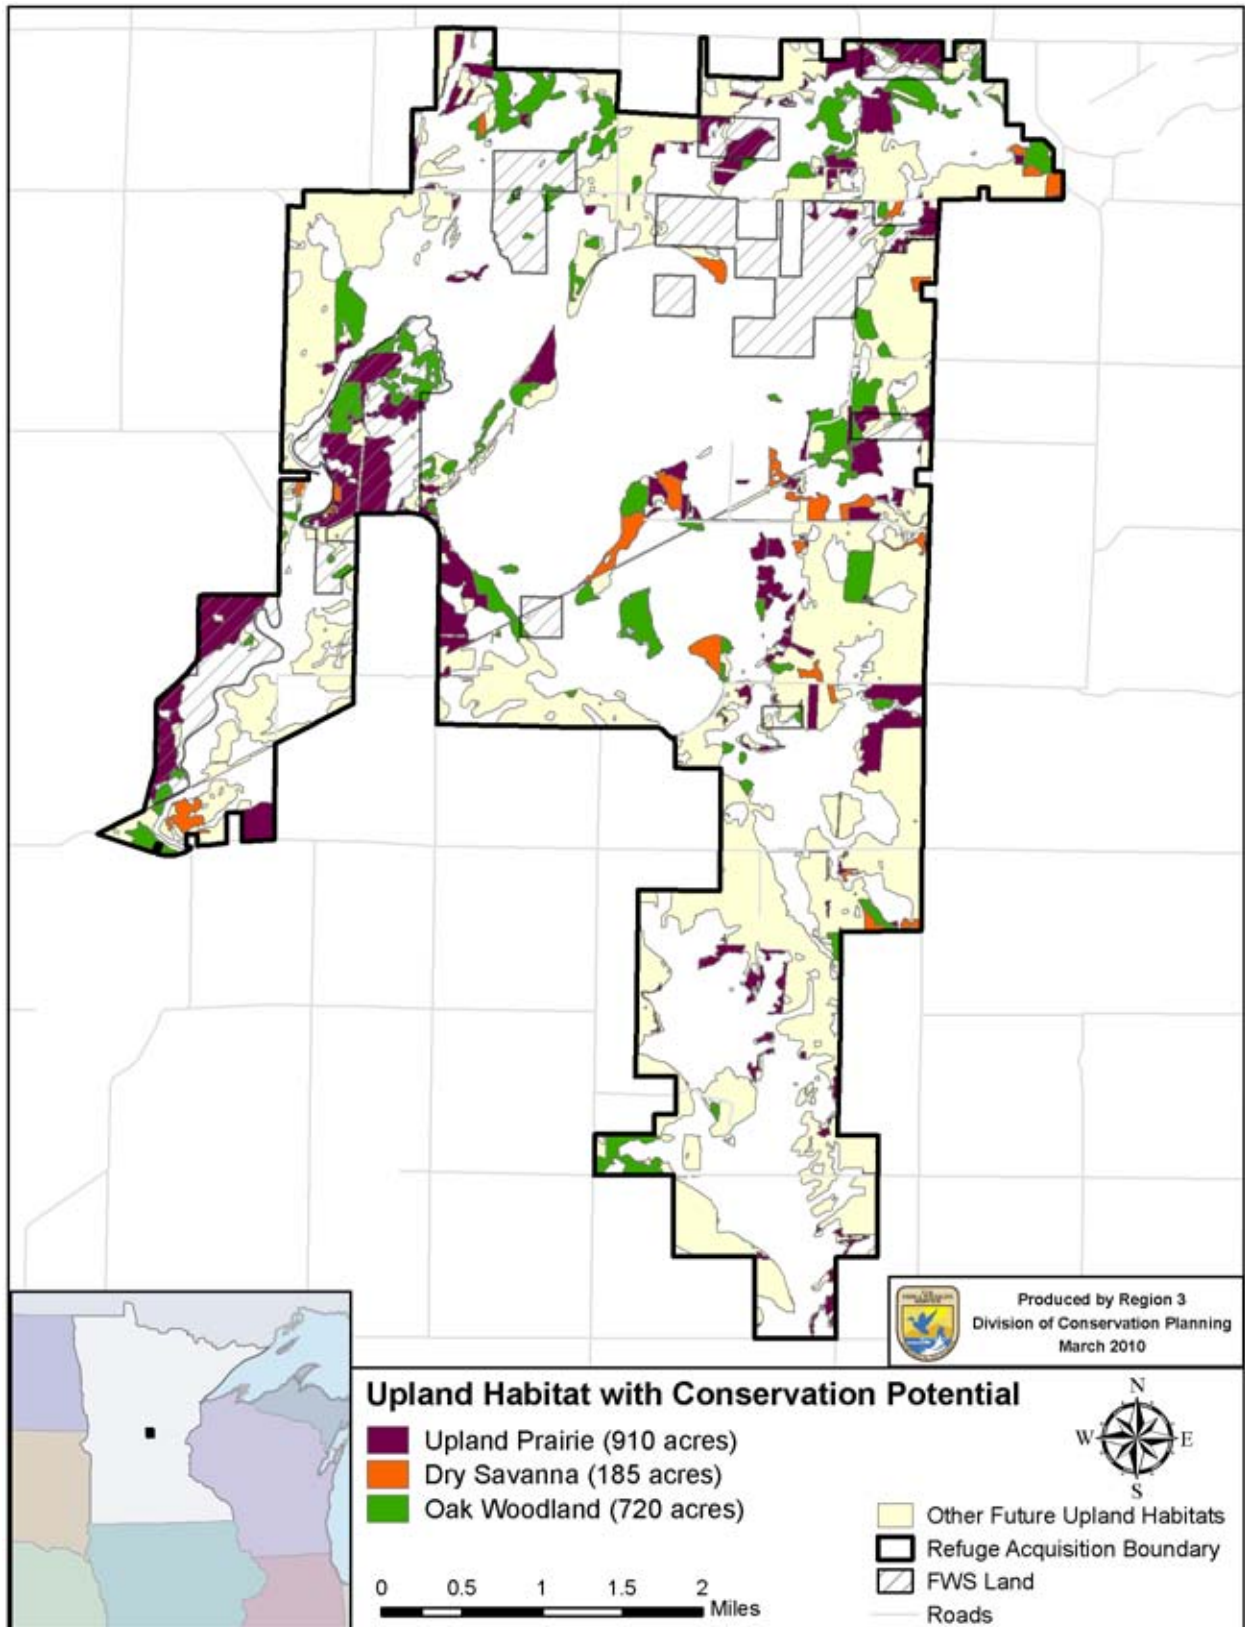 Produced by Region 3
Division of Conservation Planning
March 2010
Upland Habitat with Conservation Potential
Upland Prairie (910 acres)
Dry Savanna (185 acres)
Oak Woodland (720 acres)
0 0.5 1 1.5 2
Miles
N
W E
S
Other Future Upland Habitats
Refuge Acquisition Boundary
FWS Land
Roads